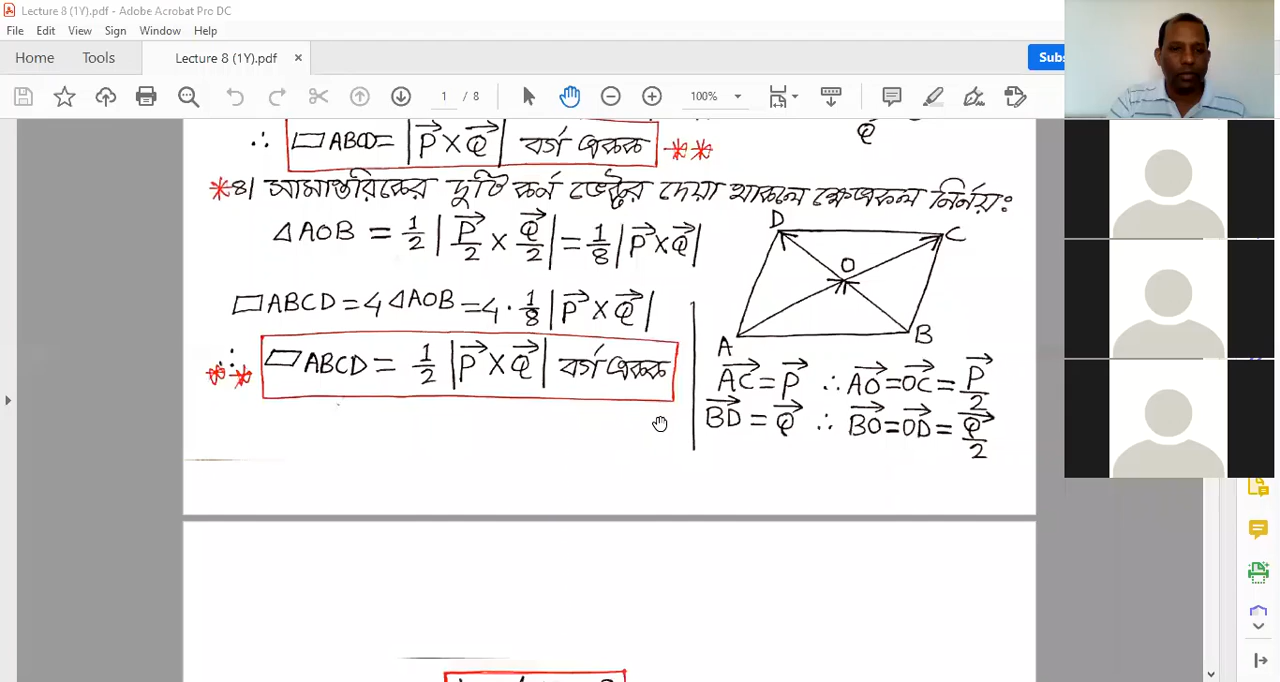 Lecture 8 (1Y).pdf - Adobe Acrobat Pro DC
File Edit View Sign Window Help
Home Tools Lecture 8 (1Y).pdf × Subs
1 / 8 100%
∴ ▱ABCD = |P⃗ × Q⃗| বর্গ একক **
Q⃗
*৪। সামান্তরিকের দুটি কর্ন ভেক্টর দেয়া থাকলে ক্ষেত্রফল নির্নয়:
△AOB = 1/2 |P⃗/2 × Q⃗/2| = 1/8 |P⃗ × Q⃗|
▱ABCD = 4 △AOB = 4 · 1/8 |P⃗ × Q⃗|
** ∴ ▱ABCD = 1/2 |P⃗ × Q⃗| বর্গ একক
D C
O
A B
AC⃗ = P⃗ ∴ AO⃗ = OC⃗ = P⃗/2
BD⃗ = Q⃗ ∴ BO⃗ = OD⃗ = Q⃗/2